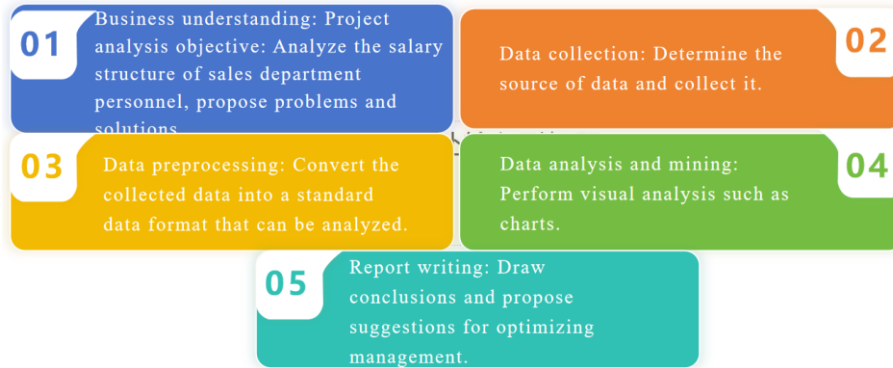 01
Business understanding: Project
analysis objective: Analyze the salary
structure of sales department
personnel, propose problems and
solutions
02
Data collection: Determine the
source of data and collect it.
03
Data preprocessing: Convert the
collected data into a standard
data format that can be analyzed.
04
Data analysis and mining:
Perform visual analysis such as
charts.
05
Report writing: Draw
conclusions and propose
suggestions for optimizing
management.